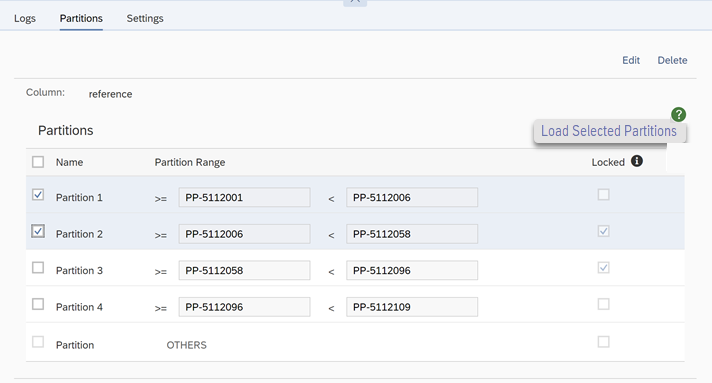 Logs Partitions Settings
Edit Delete
Column: reference
?
Partitions Load Selected Partitions
Name Partition Range Locked i
Partition 1 >= PP-5112001 < PP-5112006
Partition 2 >= PP-5112006 < PP-5112058
Partition 3 >= PP-5112058 < PP-5112096
Partition 4 >= PP-5112096 < PP-5112109
Partition OTHERS